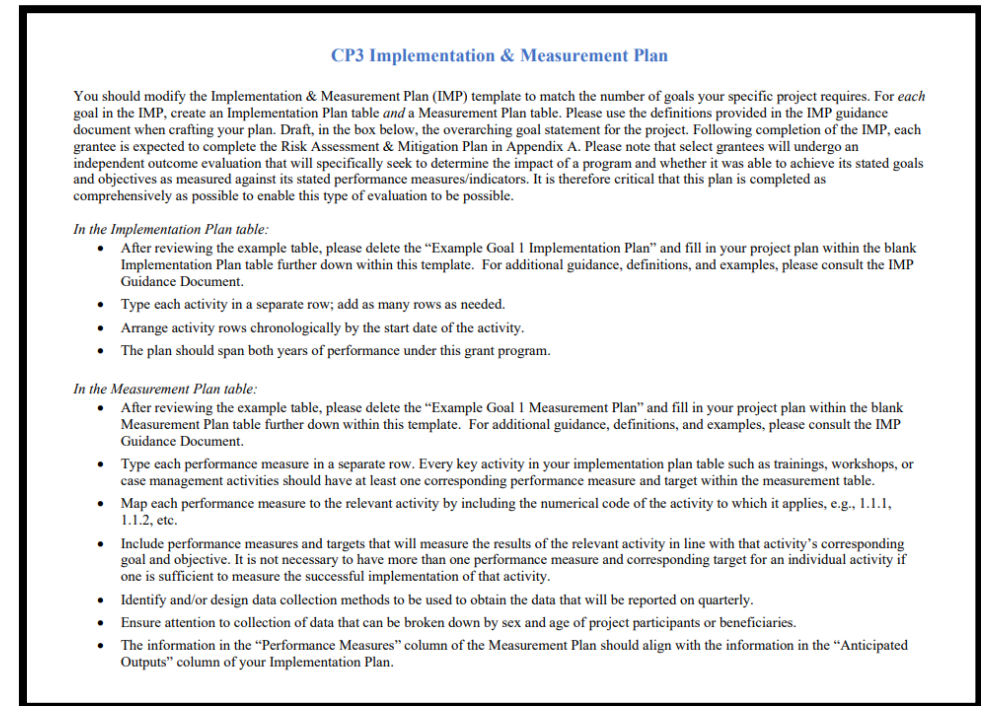 CP3 Implementation & Measurement Plan
You should modify the Implementation & Measurement Plan (IMP) template to match the number of goals your specific project requires. For each
goal in the IMP, create an Implementation Plan table and a Measurement Plan table. Please use the definitions provided in the IMP guidance
document when crafting your plan. Draft, in the box below, the overarching goal statement for the project. Following completion of the IMP, each
grantee is expected to complete the Risk Assessment & Mitigation Plan in Appendix A. Please note that select grantees will undergo an
independent outcome evaluation that will specifically seek to determine the impact of a program and whether it was able to achieve its stated goals
and objectives as measured against its stated performance measures/indicators. It is therefore critical that this plan is completed as
comprehensively as possible to enable this type of evaluation to be possible.
In the Implementation Plan table:
• After reviewing the example table, please delete the “Example Goal 1 Implementation Plan” and fill in your project plan within the blank
Implementation Plan table further down within this template. For additional guidance, definitions, and examples, please consult the IMP
Guidance Document.
• Type each activity in a separate row; add as many rows as needed.
• Arrange activity rows chronologically by the start date of the activity.
• The plan should span both years of performance under this grant program.
In the Measurement Plan table:
• After reviewing the example table, please delete the “Example Goal 1 Measurement Plan” and fill in your project plan within the blank
Measurement Plan table further down within this template. For additional guidance, definitions, and examples, please consult the IMP
Guidance Document.
• Type each performance measure in a separate row. Every key activity in your implementation plan table such as trainings, workshops, or
case management activities should have at least one corresponding performance measure and target within the measurement table.
• Map each performance measure to the relevant activity by including the numerical code of the activity to which it applies, e.g., 1.1.1,
1.1.2, etc.
• Include performance measures and targets that will measure the results of the relevant activity in line with that activity’s corresponding
goal and objective. It is not necessary to have more than one performance measure and corresponding target for an individual activity if
one is sufficient to measure the successful implementation of that activity.
• Identify and/or design data collection methods to be used to obtain the data that will be reported on quarterly.
• Ensure attention to collection of data that can be broken down by sex and age of project participants or beneficiaries.
• The information in the “Performance Measures” column of the Measurement Plan should align with the information in the “Anticipated
Outputs” column of your Implementation Plan.